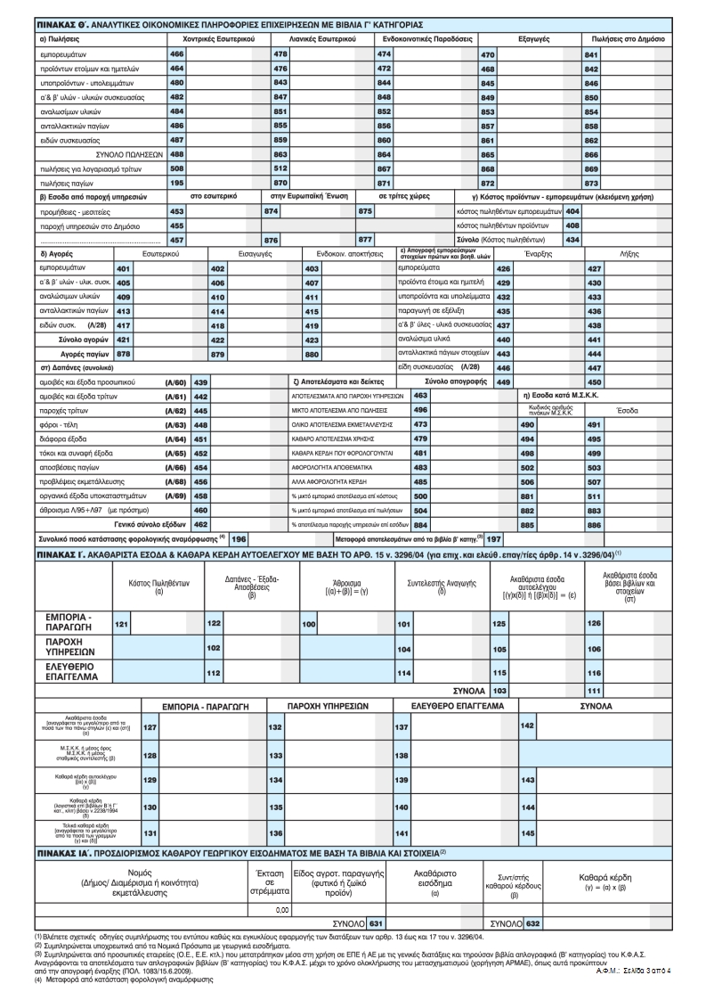 ΠΙΝΑΚΑΣ Θ΄. ΑΝΑΛΥΤΙΚΕΣ ΟΙΚΟΝΟΜΙΚΕΣ ΠΛΗΡΟΦΟΡΙΕΣ ΕΠΙΧΕΙΡΗΣΕΩΝ ΜΕ ΒΙΒΛΙΑ Γ' ΚΑΤΗΓΟΡΙΑΣ
α) Πωλήσεις Χοντρικές Εσωτερικού Λιανικές Εσωτερικού Ενδοκοινοτικές Παραδόσεις Εξαγωγές Πωλήσεις στο Δημόσιο
εμπορευμάτων 466 478 474 470 841
προϊόντων ετοίμων και ημιτελών 464 476 472 468 842
υποπροϊόντων - υπολειμμάτων 480 843 844 845 846
α΄& β΄ υλών - υλικών συσκευασίας 482 847 848 849 850
αναλωσίμων υλικών 484 851 852 853 854
ανταλλακτικών παγίων 486 855 856 857 858
ειδών συσκευασίας 487 859 860 861 862
ΣΥΝΟΛΟ ΠΩΛΗΣΕΩΝ 488 863 864 865 866
πωλήσεις για λογαριασμό τρίτων 508 512 867 868 869
πωλήσεις παγίων 195 870 871 872 873
β) Έσοδα από παροχή υπηρεσιών στο εσωτερικό στην Ευρωπαϊκή Ένωση σε τρίτες χώρες γ) Κόστος προϊόντων - εμπορευμάτων (κλειόμενη χρήση)
προμήθειες - μεσιτείες 453 874 875 κόστος πωληθέντων εμπορευμάτων 404
παροχή υπηρεσιών στο Δημόσιο 455 κόστος πωληθέντων προϊόντων 408
............................................................ 457 876 877 Σύνολο (Κόστος πωληθέντων) 434
δ) Αγορές Εσωτερικού Εισαγωγές Ενδοκοιν. αποκτήσεις ε) Απογραφή εμπορεύσιμων στοιχείων πρώτων και βοηθ. υλών Έναρξης Λήξης
εμπορευμάτων 401 402 403 εμπορεύματα 426 427
α΄& β΄ υλών - υλικ. συσκ. 405 406 407 προϊόντα έτοιμα και ημιτελή 429 430
αναλώσιμων υλικών 409 410 411 υποπροϊόντα και υπολείμματα 432 433
ανταλλακτικών παγίων 413 414 415 παραγωγή σε εξέλιξη 435 436
ειδών συσκ. (Λ/28) 417 418 419 α'& β' ύλες - υλικά συσκευασίας 437 438
Σύνολο αγορών 421 422 423 αναλώσιμα υλικά 440 441
Αγορές παγίων 878 879 880 ανταλλακτικά πάγιων στοιχείων 443 444
στ) Δαπάνες (συνολικά) είδη συσκευασίας (Λ/28) 446 447
αμοιβές και έξοδα προσωπικού (Λ/60) 439 ζ) Αποτελέσματα και δείκτες Σύνολο απογραφής 449 450
αμοιβές και έξοδα τρίτων (Λ/61) 442 ΑΠΟΤΕΛΕΣΜΑΤΑ ΑΠΟ ΠΑΡΟΧΗ ΥΠΗΡΕΣΙΩΝ 463 η) Εσοδα κατά Μ.Σ.Κ.Κ.
παροχές τρίτων (Λ/62) 445 ΜΙΚΤΟ ΑΠΟΤΕΛΕΣΜΑ ΑΠΟ ΠΩΛΗΣΕΙΣ 496 Κωδικός αριθμός πινάκων Μ.Σ.Κ.Κ. Έσοδα
φόροι - τέλη (Λ/63) 448 ΟΛΙΚΟ ΑΠΟΤΕΛΕΣΜΑ ΕΚΜΕΤΑΛΛΕΥΣΗΣ 473 490 491
διάφορα έξοδα (Λ/64) 451 ΚΑΘΑΡΟ ΑΠΟΤΕΛΕΣΜΑ ΧΡΗΣΗΣ 479 494 495
τόκοι και συναφή έξοδα (Λ/65) 452 ΚΑΘΑΡΑ ΚΕΡΔΗ ΠΟΥ ΦΟΡΟΛΟΓΟΥΝΤΑΙ 481 498 499
αποσβέσεις παγίων (Λ/66) 454 ΑΦΟΡΟΛΟΓΗΤΑ ΑΠΟΘΕΜΑΤΙΚΑ 483 502 503
προβλέψεις εκμετάλλευσης (Λ/68) 456 ΑΛΛΑ ΑΦΟΡΟΛΟΓΗΤΑ ΚΕΡΔΗ 485 506 507
οργανικά έξοδα υποκαταστημάτων (Λ/69) 458 % μικτό εμπορικό αποτέλεσμα επί κόστους 500 881 511
άθροισμα Λ/95+Λ97 (με πρόσημο) 460 % μικτό εμπορικό αποτέλεσμα επί πωλήσεων 504 882 883
Γενικό σύνολο εξόδων 462 % αποτέλεσμα παροχής υπηρεσιών επί εσόδων 884 885 886
Συνολικό ποσό κατάστασης φορολογικής αναμόρφωσης (4) 196 Μεταφορά αποτελεσμάτων από τα βιβλία β' κατηγ.(3) 197
ΠΙΝΑΚΑΣ Ι΄. ΑΚΑΘΑΡΙΣΤΑ ΕΣΟΔΑ & ΚΑΘΑΡΑ ΚΕΡΔΗ ΑΥΤΟΕΛΕΓΧΟΥ ΜΕ ΒΑΣΗ ΤΟ ΑΡΘ. 15 ν. 3296/04 (για επιχ. και ελεύθ. επαγ/τίες άρθρ. 14 ν. 3296/04)(1)
Κόστος Πωληθέντων (α) Δαπάνες - Έξοδα-Αποσβέσεις (β) Άθροισμα [(α)+(β)] = (γ) Συντελεστής Αναγωγής (δ) Ακαθάριστα έσοδα αυτοελέγχου [(γ)x(δ)] ή [(β)x(δ)] = (ε) Ακαθάριστα έσοδα βάσει βιβλίων και στοιχείων (στ)
ΕΜΠΟΡΙΑ - ΠΑΡΑΓΩΓΗ 121 122 100 101 125 126
ΠΑΡΟΧΗ ΥΠΗΡΕΣΙΩΝ 102 104 105 106
ΕΛΕΥΘΕΡΙΟ ΕΠΑΓΓΕΛΜΑ 112 114 115 116
ΣΥΝΟΛΑ 103 111
ΕΜΠΟΡΙΑ - ΠΑΡΑΓΩΓΗ ΠΑΡΟΧΗ ΥΠΗΡΕΣΙΩΝ ΕΛΕΥΘΕΡΟ ΕΠΑΓΓΕΛΜΑ ΣΥΝΟΛΑ
Ακαθάριστα έσοδα [αναγράφεται το μεγαλύτερο από τα ποσά των πιο πάνω στηλών (ε) και (στ)] (α) 127 132 137 142
Μ.Σ.Κ.Κ. ή μέσος όρος Μ.Σ.Κ.Κ. ή μέσος σταθμικός συντελεστής (β) 128 133 138
Καθαρά κέρδη αυτοελέγχου [(α) x (β)] (γ) 129 134 139 143
Καθαρά κέρδη (λογιστικά επί βιβλίων Β΄ή Γ΄ κατ., κλπ) βάσει ν.2238/1994 (δ) 130 135 140 144
Τελικά καθαρά κέρδη [αναγράφεται το μεγαλύτερο από τα ποσά των γραμμών (γ) και (δ)] 131 136 141 145
ΠΙΝΑΚΑΣ ΙΑ΄. ΠΡΟΣΔΙΟΡΙΣΜΟΣ ΚΑΘΑΡΟΥ ΓΕΩΡΓΙΚΟΥ ΕΙΣΟΔΗΜΑΤΟΣ ΜΕ ΒΑΣΗ ΤΑ ΒΙΒΛΙΑ ΚΑΙ ΣΤΟΙΧΕΙΑ(2)
Νομός (Δήμος/ Διαμέρισμα ή κοινότητα) εκμετάλλευσης Έκταση σε στρέμματα Είδος αγροτ. παραγωγής (φυτικό ή ζωϊκό προϊόν) Ακαθάριστο εισόδημα (α) Συντ/στής καθαρού κέρδους (β) Καθαρά κέρδη (γ) = (α) x (β)
0,00
ΣΥΝΟΛΟ 631 ΣΥΝΟΛΟ 632
(1) Βλέπετε σχετικές οδηγίες συμπλήρωσης του εντύπου καθώς και εγκυκλίους εφαρμογής των διατάξεων των αρθρ. 13 έως και 17 του ν. 3296/04.
(2) Συμπληρώνεται υποχρεωτικά από τα Νομικά Πρόσωπα με γεωργικά εισοδήματα.
(3) Συμπληρώνεται από προσωπικές εταιρείες (Ο.Ε., Ε.Ε. κτλ.) που μετατράπηκαν μέσα στη χρήση σε ΕΠΕ ή ΑΕ με τις γενικές διατάξεις και τηρούσαν βιβλία απλογραφικά (Β΄ κατηγορίας) του Κ.Φ.Α.Σ.
Αναγράφονται τα αποτελέσματα των απλογραφικών βιβλίων (Β' κατηγορίας) του Κ.Φ.Α.Σ. μέχρι το χρόνο ολοκλήρωσης του μετασχηματισμού (χορήγηση ΑΡΜΑΕ), όπως αυτά προκύπτουν
από την απογραφή έναρξης (ΠΟΛ. 1083/15.6.2009).
Α.Φ.Μ.: Σελίδα 3 από 4
(4) Μεταφορά από κατάσταση φορολογικής αναμόρφωσης